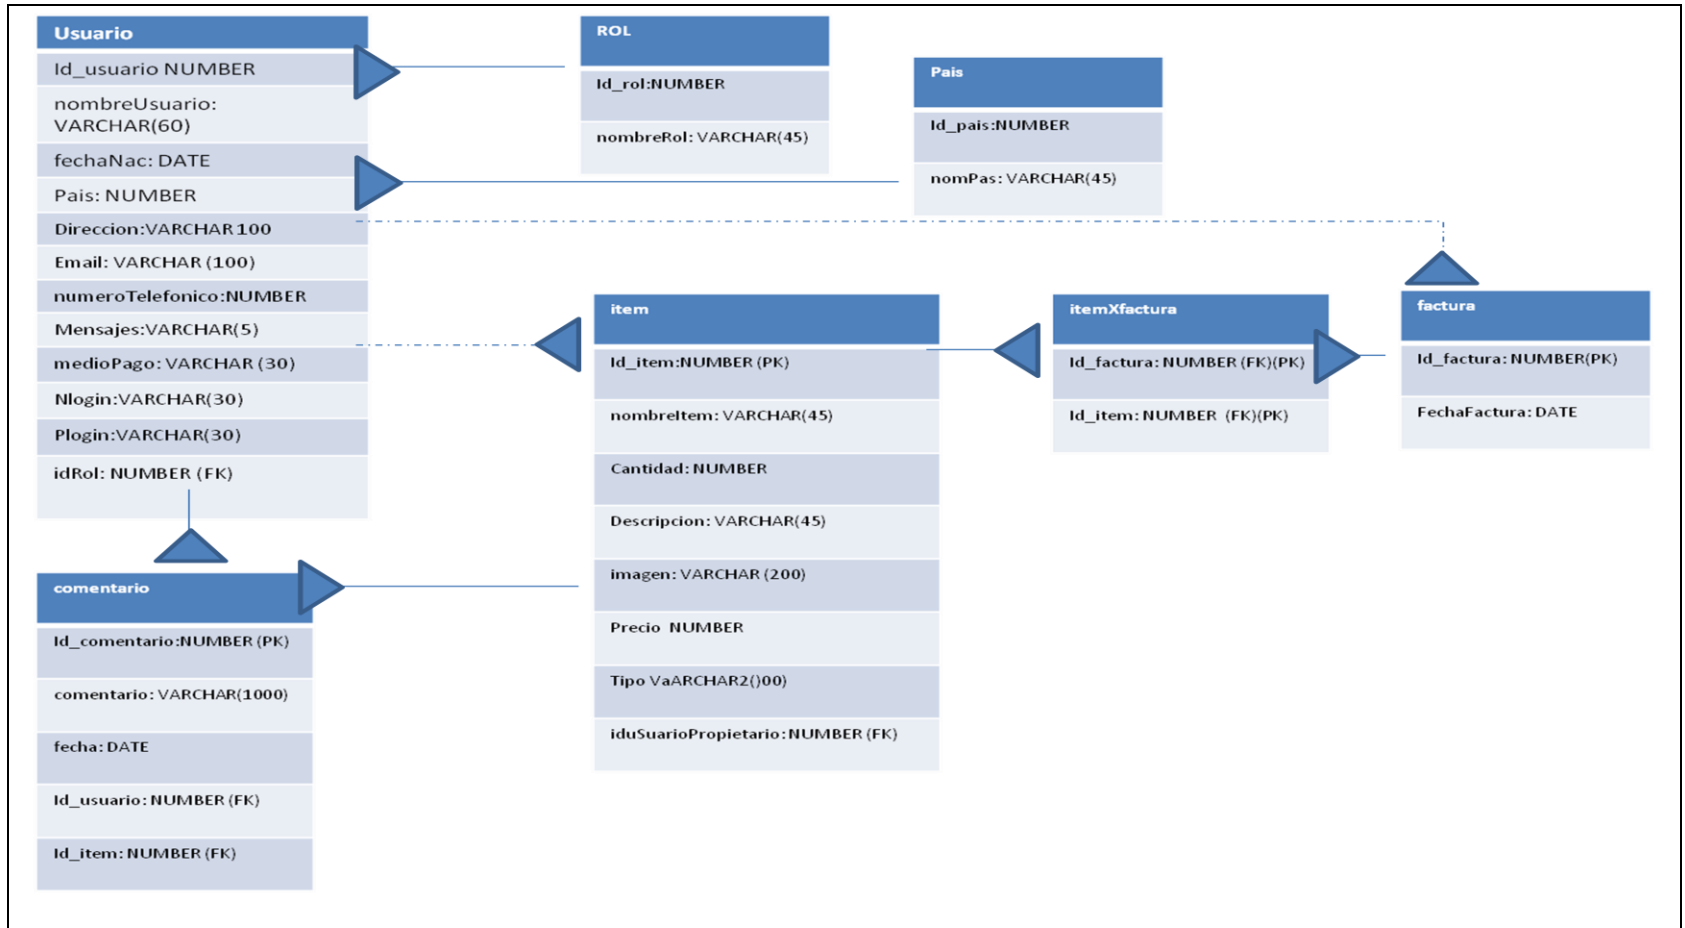 Usuario
Id_usuario NUMBER
nombreUsuario:
VARCHAR(60)
fechaNac: DATE
Pais: NUMBER
Direccion:VARCHAR 100
Email: VARCHAR (100)
numeroTelefonico:NUMBER
Mensajes:VARCHAR(5)
medioPago: VARCHAR (30)
Nlogin:VARCHAR(30)
Plogin:VARCHAR(30)
idRol: NUMBER (FK)
ROL
Id_rol:NUMBER
nombreRol: VARCHAR(45)
Pais
Id_pais:NUMBER
nomPas: VARCHAR(45)
item
Id_item:NUMBER (PK)
nombreItem: VARCHAR(45)
Cantidad: NUMBER
Descripcion: VARCHAR(45)
imagen: VARCHAR (200)
Precio NUMBER
Tipo VaARCHAR2()00)
iduSuarioPropietario: NUMBER (FK)
itemXfactura
Id_factura: NUMBER (FK)(PK)
Id_item: NUMBER (FK)(PK)
factura
Id_factura: NUMBER(PK)
FechaFactura: DATE
comentario
Id_comentario:NUMBER (PK)
comentario: VARCHAR(1000)
fecha: DATE
Id_usuario: NUMBER (FK)
Id_item: NUMBER (FK)